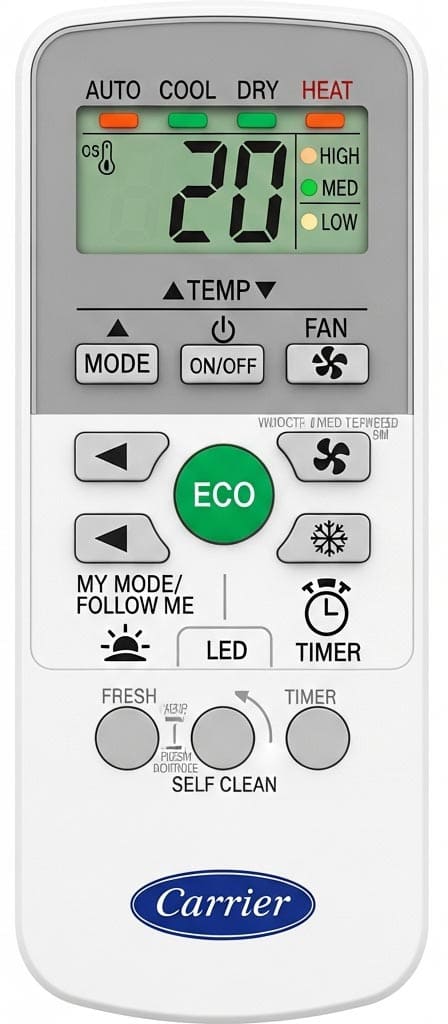 AUTO COOL DRY HEAT
OS
20
HIGH
MED
LOW
▲TEMP▼
FAN
MODE
ON/OFF
ECO
MY MODE/
FOLLOW ME
LED
TIMER
FRESH
TIMER
SELF CLEAN
Carrier